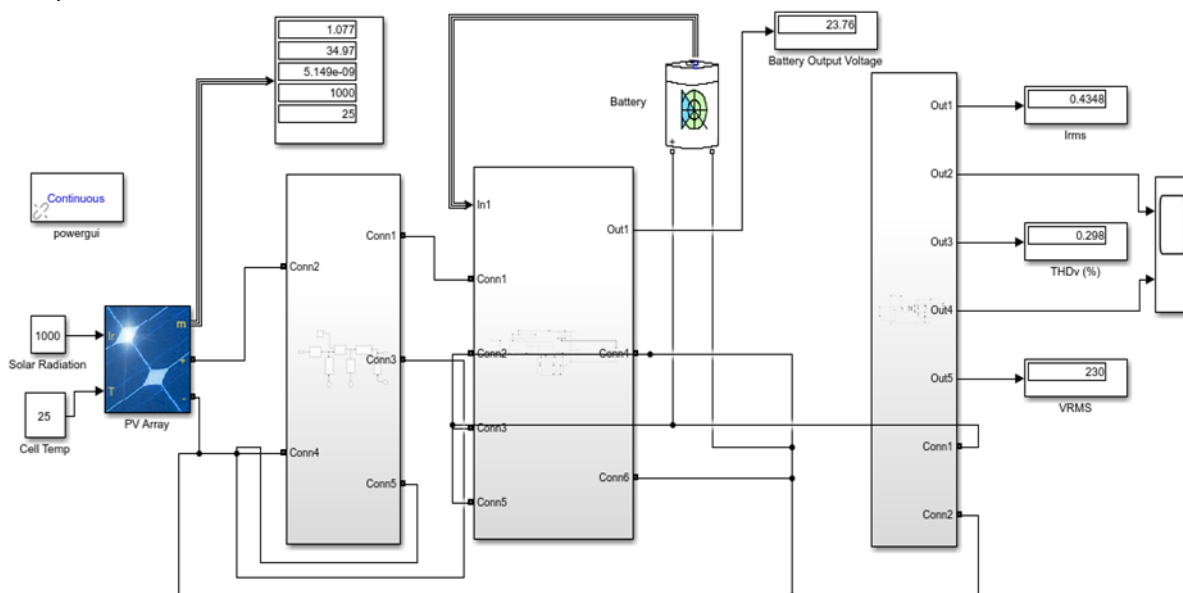 1.077
34.97
5.149e-09
1000
25
23.76
Battery Output Voltage
Battery
Continuous
powergui
1000
Solar Radiation
25
Cell Temp
Ir
T
m
+
-
PV Array
Conn2
Conn4
Conn1
Conn3
Conn5
In1
Conn1
Conn2
Conn3
Conn5
Out1
Conn4
Conn6
+
Out1
Out2
Out3
Out4
Out5
Conn1
Conn2
0.4348
Irms
0.298
THDv (%)
230
VRMS